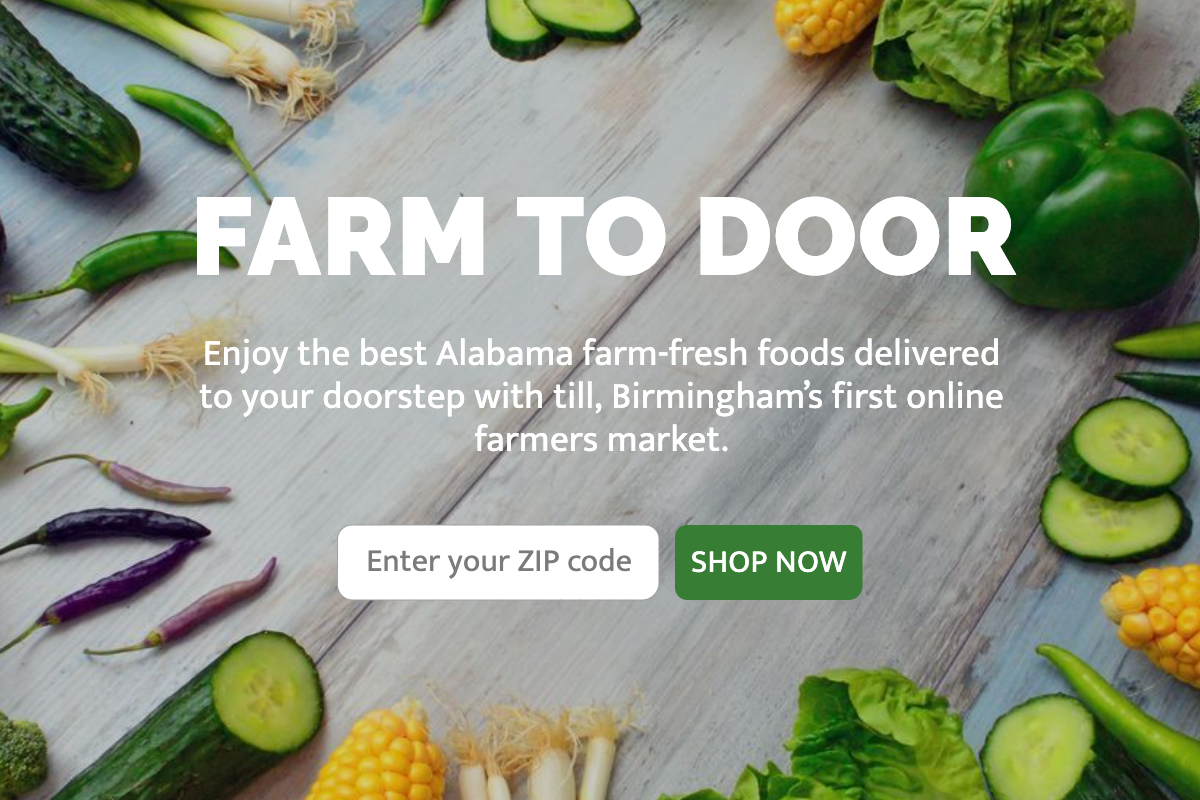 FARM TO DOOR
Enjoy the best Alabama farm-fresh foods delivered
to your doorstep with till, Birmingham’s first online
farmers market.
Enter your ZIP code
SHOP NOW